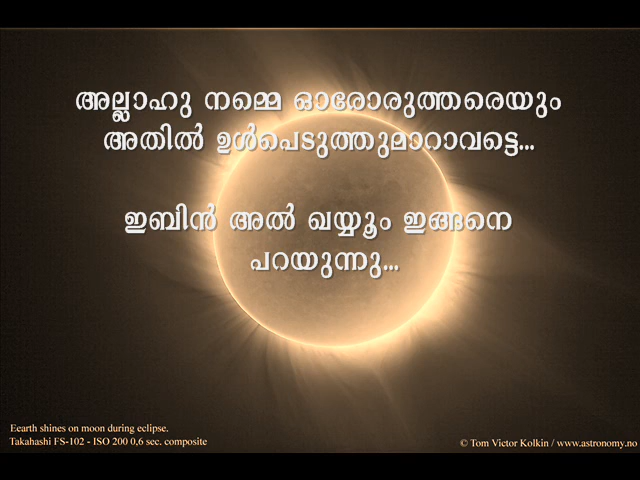 അല്ലാഹു നമ്മെ ഓരോരുത്തരെയും
അതിൽ ഉൾപെടുത്തുമാറാവട്ടെ...
ഇബിൻ അൽ ഖയ്യൂം ഇങ്ങനെ
പറയുന്നു...
Eearth shines on moon during eclipse.
Takahashi FS-102 - ISO 200 0,6 sec. composite
© Tom Victor Kolkin / www.astronomy.no